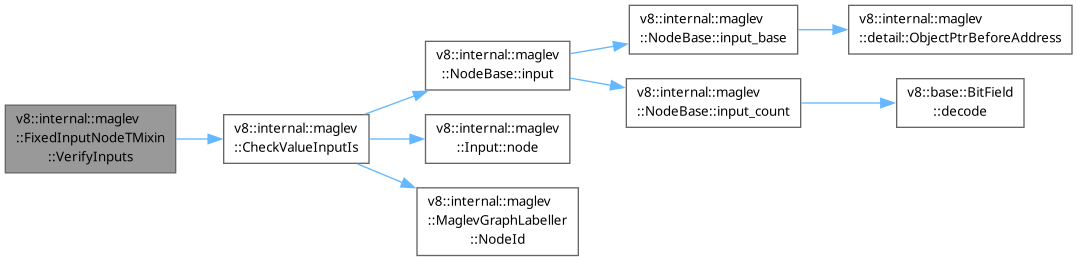 v8::internal::maglev
::FixedInputNodeTMixin
::VerifyInputs
v8::internal::maglev
::CheckValueInputIs
v8::internal::maglev
::NodeBase::input
v8::internal::maglev
::NodeBase::input_base
v8::internal::maglev
::detail::ObjectPtrBeforeAddress
v8::internal::maglev
::NodeBase::input_count
v8::base::BitField
::decode
v8::internal::maglev
::Input::node
v8::internal::maglev
::MaglevGraphLabeller
::NodeId